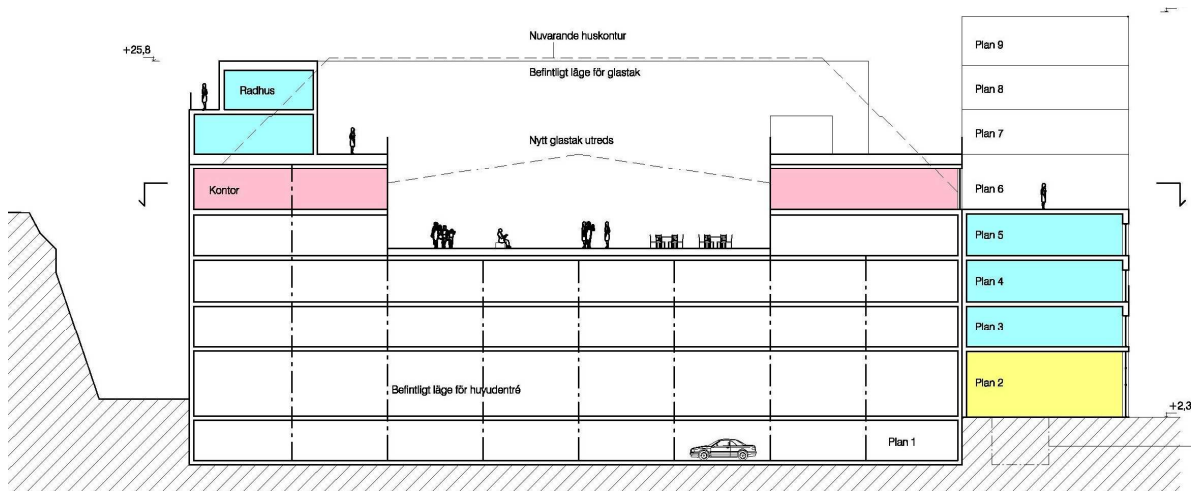 Nuvarande huskontur
+25,8
Befintligt läge för glastak
Radhus
Nytt glastak utreds
Kontor
Plan 9
Plan 8
Plan 7
Plan 6
Plan 5
Plan 4
Plan 3
Plan 2
Befintligt läge för huvudentré
+2,3
Plan 1